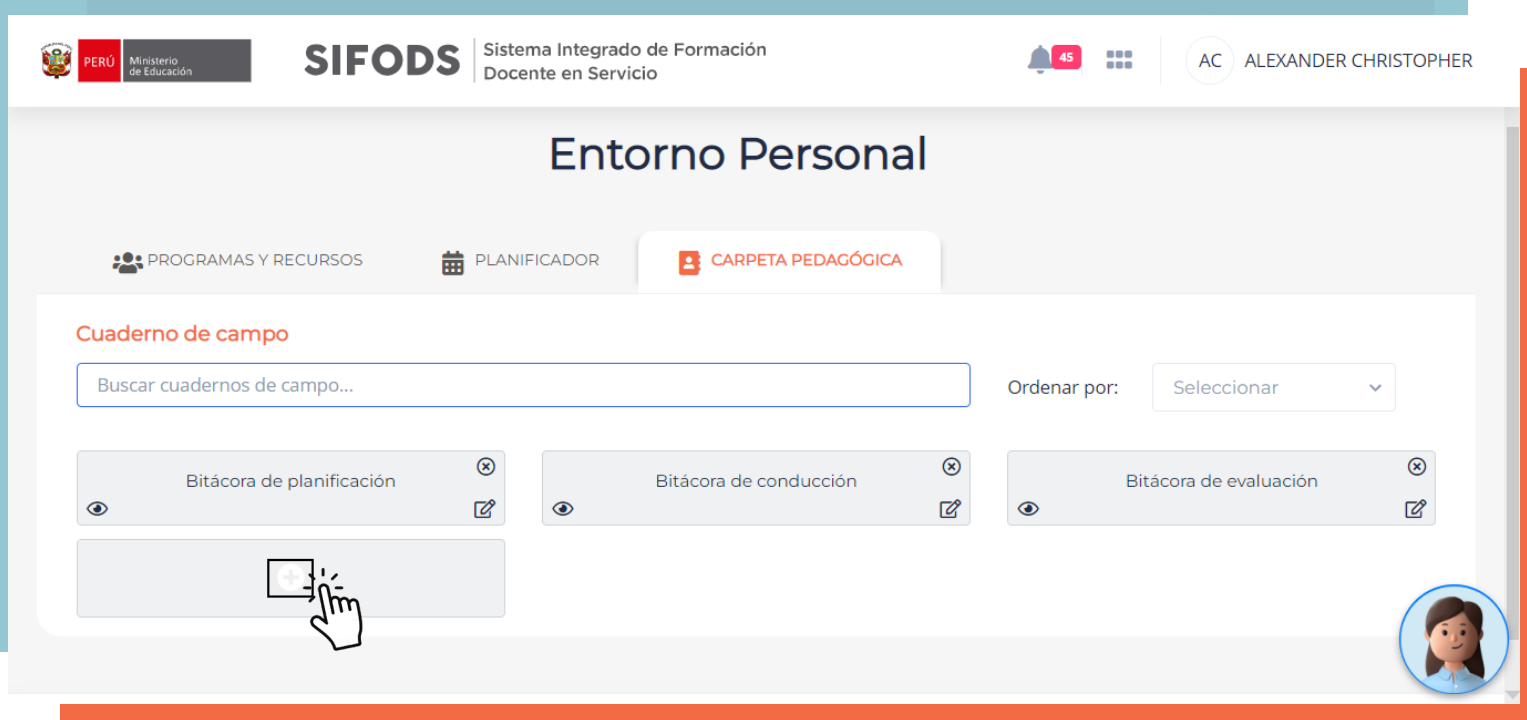 PERÚ
Ministerio
de Educación
SIFODS
Sistema Integrado de Formación
Docente en Servicio
45
AC
ALEXANDER CHRISTOPHER
Entorno Personal
PROGRAMAS Y RECURSOS
PLANIFICADOR
CARPETA PEDAGÓGICA
Cuaderno de campo
Buscar cuadernos de campo...
Ordenar por:
Seleccionar
Bitácora de planificación
Bitácora de conducción
Bitácora de evaluación